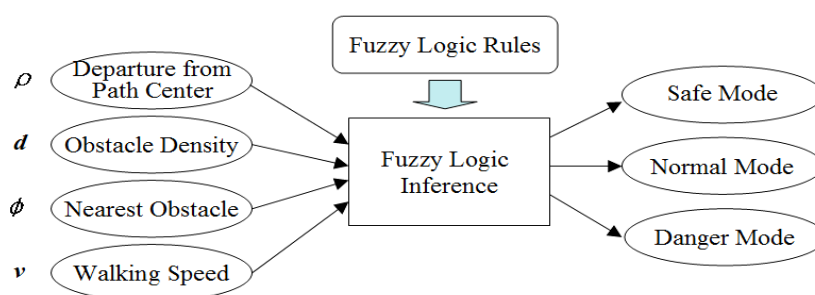 Fuzzy Logic Rules
ρ
Departure from
Path Center
d
Obstacle Density
ϕ
Nearest Obstacle
v
Walking Speed
Fuzzy Logic
Inference
Safe Mode
Normal Mode
Danger Mode